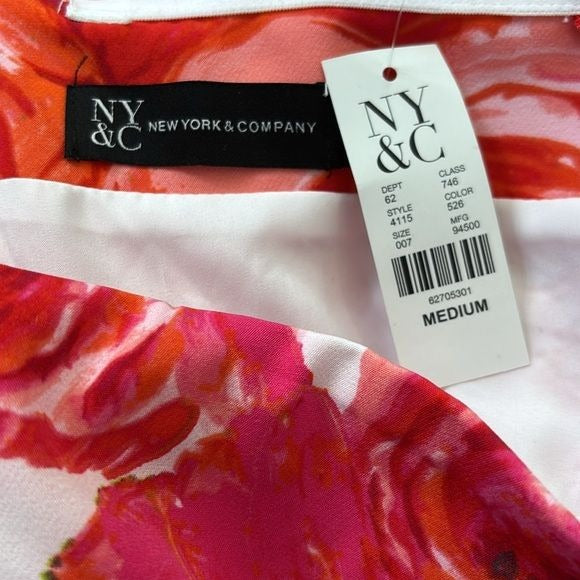 NY
&C
NEW YORK & COMPANY
NY
&C
DEPT CLASS
62 746
STYLE COLOR
4115 526
SIZE MFG
007 94500
62705301
MEDIUM